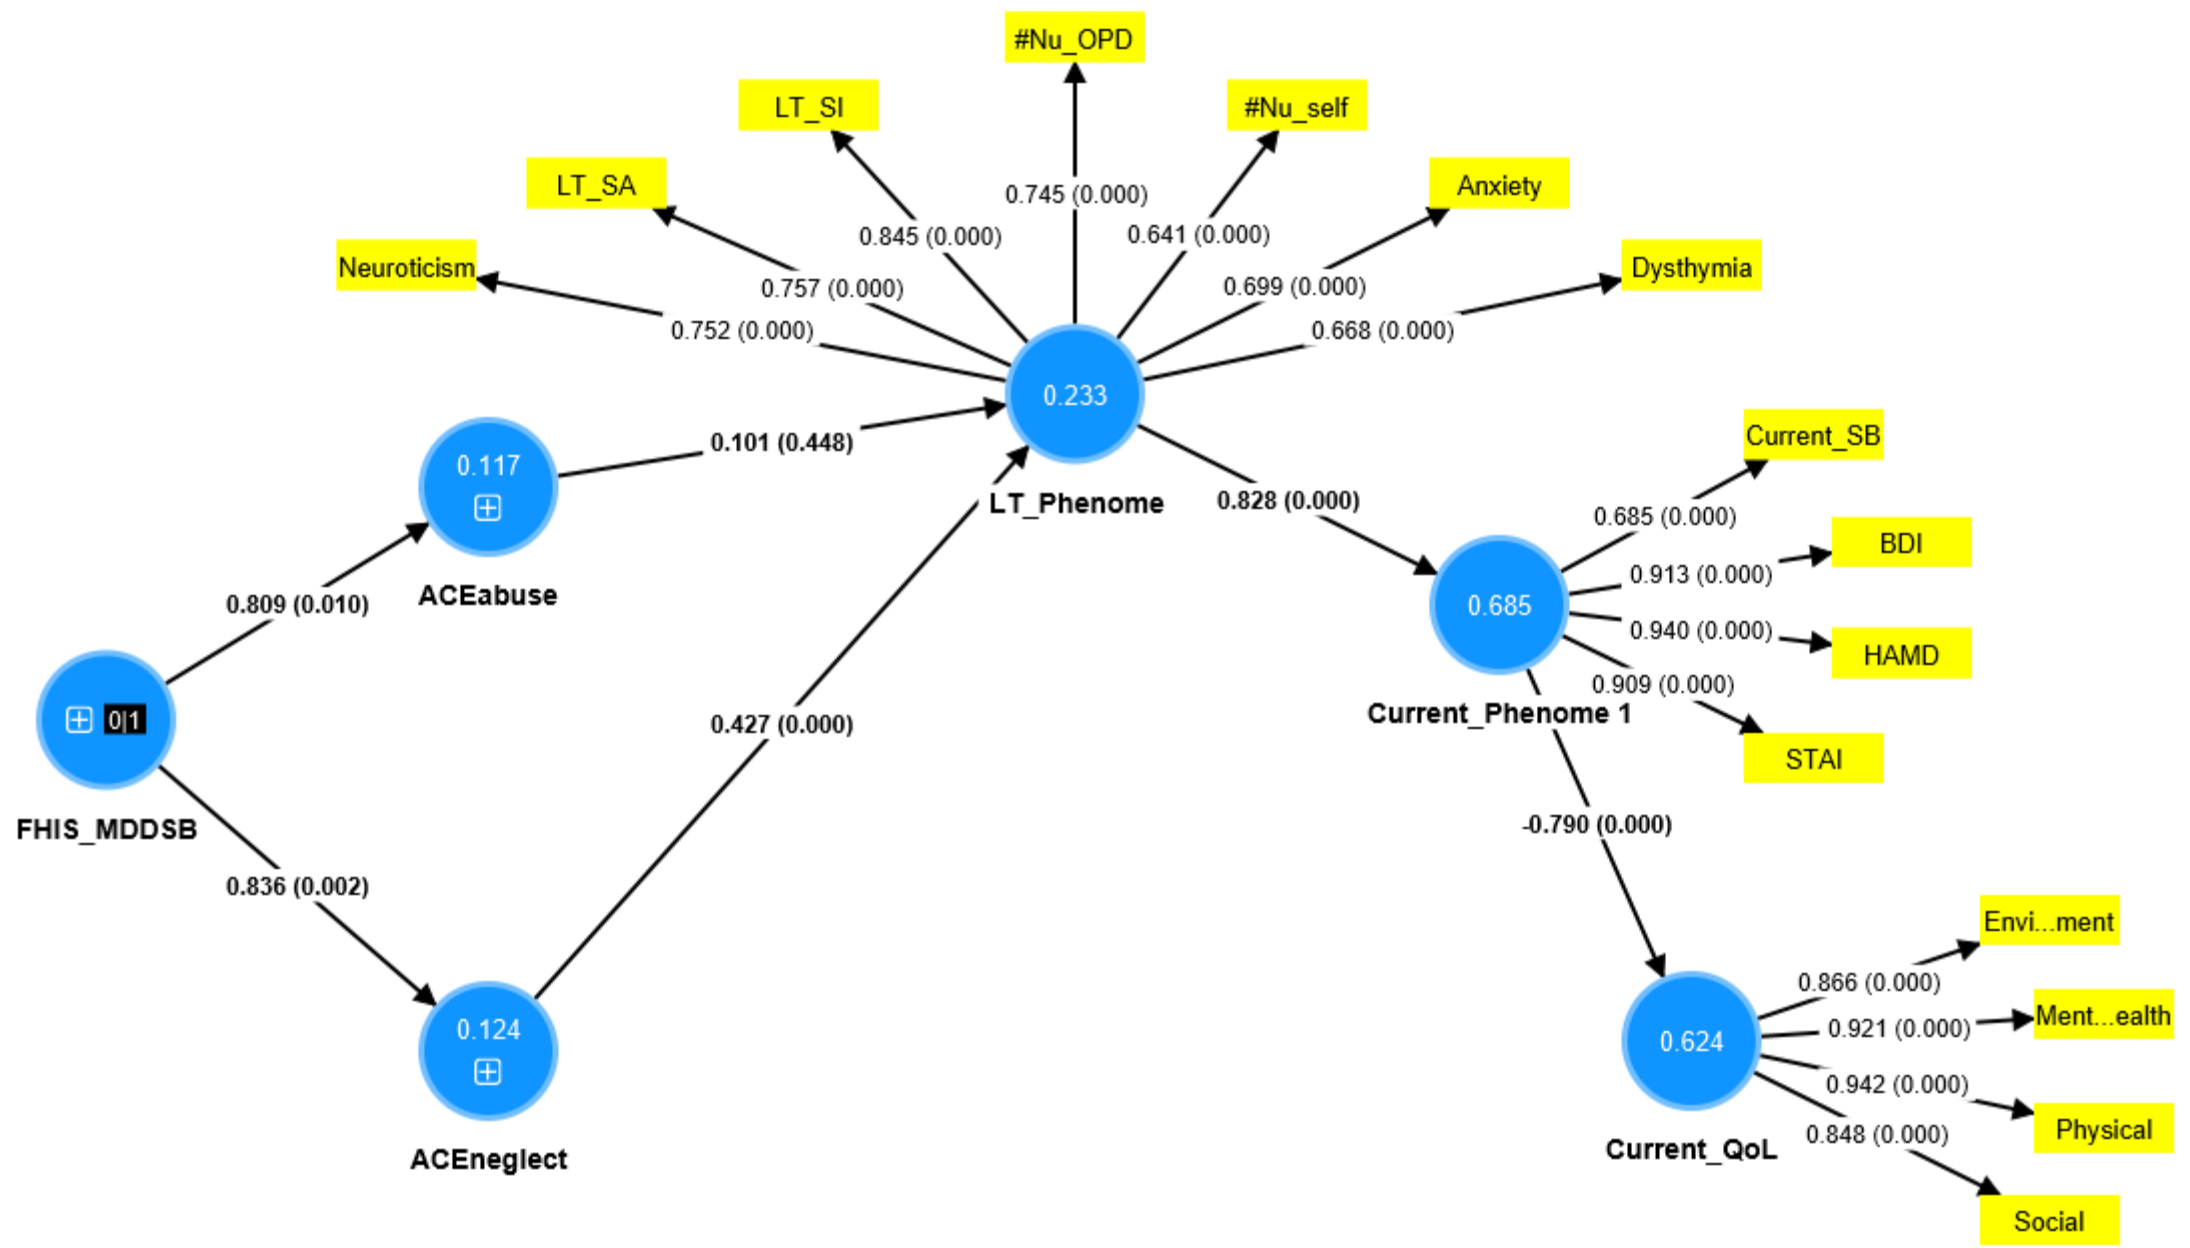 #Nu_OPD
LT_SI
#Nu_self
LT_SA
Anxiety
Neuroticism
Dysthymia
0.745 (0.000)
0.845 (0.000)
0.641 (0.000)
0.757 (0.000)
0.699 (0.000)
0.752 (0.000)
0.668 (0.000)
0.233
LT_Phenome
0.101 (0.448)
0.117
ACEabuse
0.828 (0.000)
Current_SB
0.685 (0.000)
BDI
0.913 (0.000)
0.685
0.940 (0.000)
HAMD
0.909 (0.000)
Current_Phenome 1
STAI
0.809 (0.010)
0|1
FHIS_MDDSB
0.427 (0.000)
0.836 (0.002)
-0.790 (0.000)
0.124
ACEneglect
Envi...ment
0.866 (0.000)
Ment...ealth
0.921 (0.000)
0.624
0.942 (0.000)
Physical
0.848 (0.000)
Current_QoL
Social